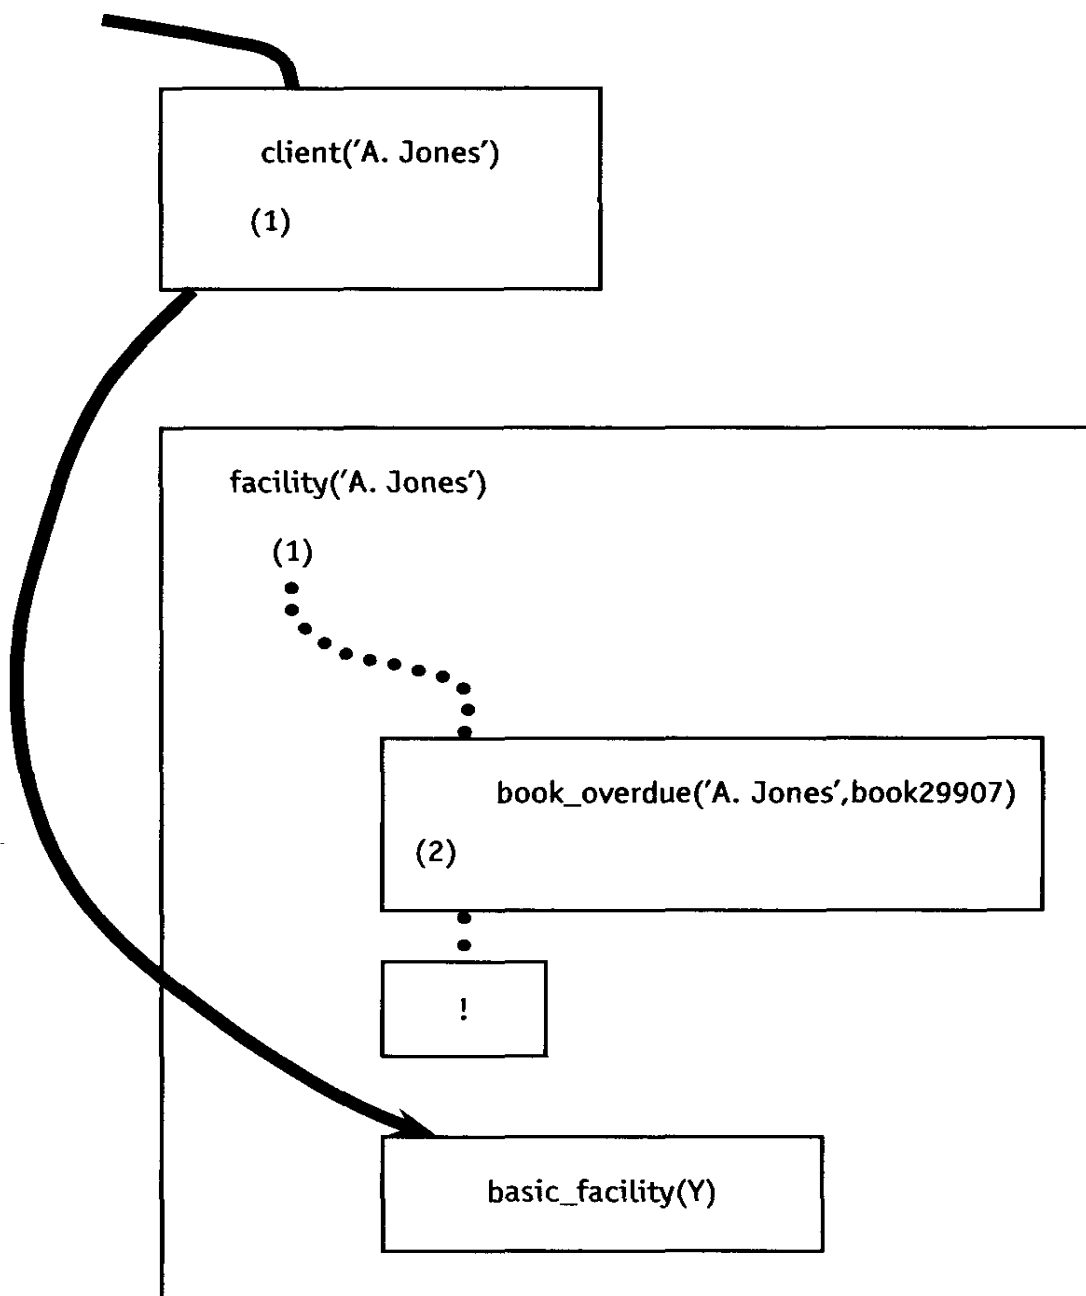 client('A. Jones')
(1)
facility('A. Jones')
(1)
book_overdue('A. Jones',book29907)
(2)
!
basic_facility(Y)